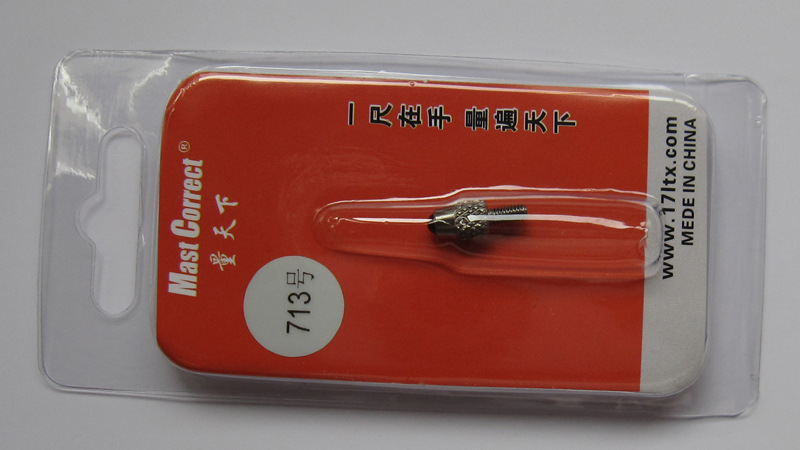 一尺在手 量遍天下
Mast Correct ®
量天下
713号
www.17ltx.com
MEDE IN CHINA